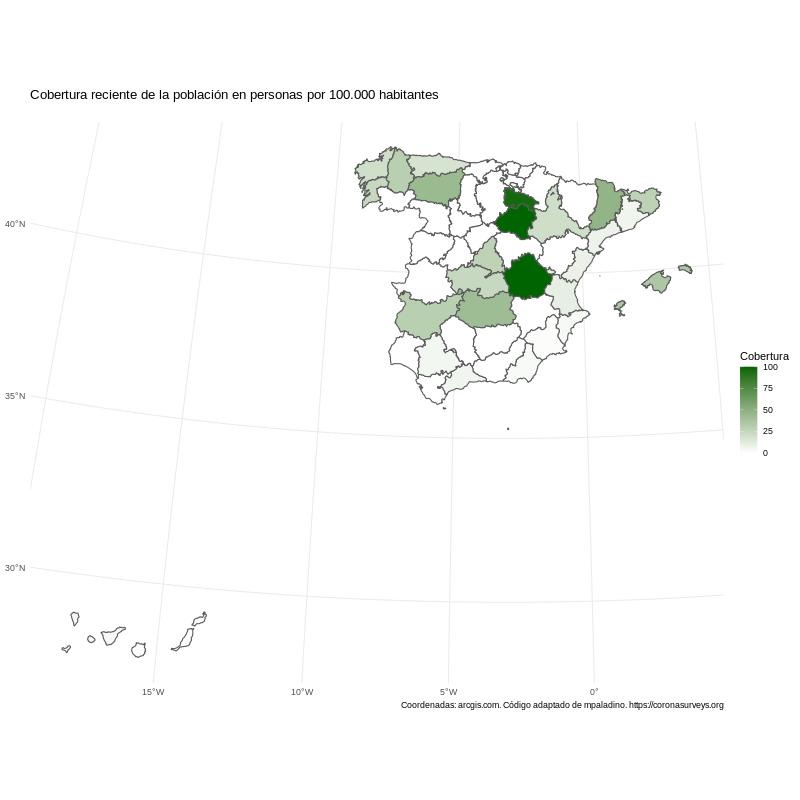 Cobertura reciente de la población en personas por 100.000 habitantes
40°N
35°N
30°N
15°W
10°W
5°W
0°
Cobertura
100
75
50
25
0
Coordenadas: arcgis.com. Código adaptado de mpaladino. https://coronasurveys.org